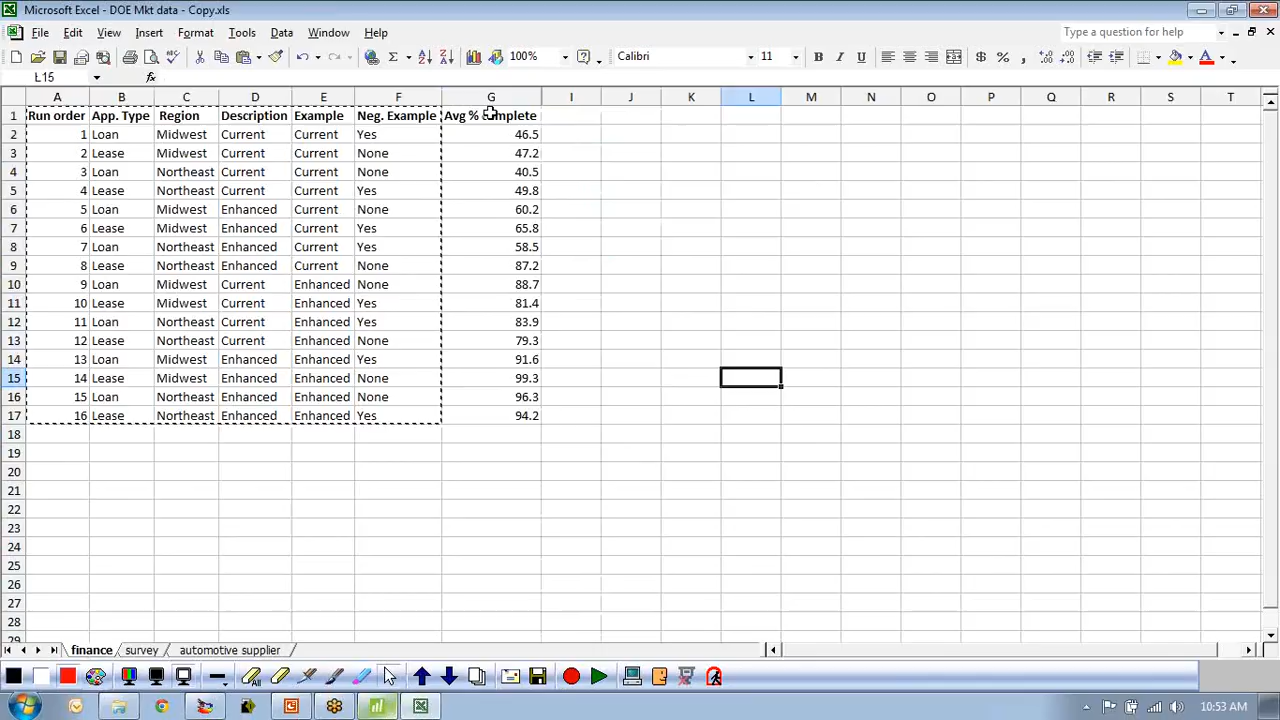 Microsoft Excel - DOE Mkt data - Copy.xls
File Edit View Insert Format Tools Data Window Help
Type a question for help
100% Calibri 11
L15 fx
A B C D E F G I J K L M N O P Q R S T
1 Run order App. Type Region Description Example Neg. Example Avg % Complete
2 1 Loan Midwest Current Current Yes 46.5
3 2 Lease Midwest Current Current None 47.2
4 3 Loan Northeast Current Current None 40.5
5 4 Lease Northeast Current Current Yes 49.8
6 5 Loan Midwest Enhanced Current None 60.2
7 6 Lease Midwest Enhanced Current Yes 65.8
8 7 Loan Northeast Enhanced Current Yes 58.5
9 8 Lease Northeast Enhanced Current None 87.2
10 9 Loan Midwest Current Enhanced None 88.7
11 10 Lease Midwest Current Enhanced Yes 81.4
12 11 Loan Northeast Current Enhanced Yes 83.9
13 12 Lease Northeast Current Enhanced None 79.3
14 13 Loan Midwest Enhanced Enhanced Yes 91.6
15 14 Lease Midwest Enhanced Enhanced None 99.3
16 15 Loan Northeast Enhanced Enhanced None 96.3
17 16 Lease Northeast Enhanced Enhanced Yes 94.2
18
19
20
21
22
23
24
25
26
27
28
29
finance survey automotive supplier
10:53 AM